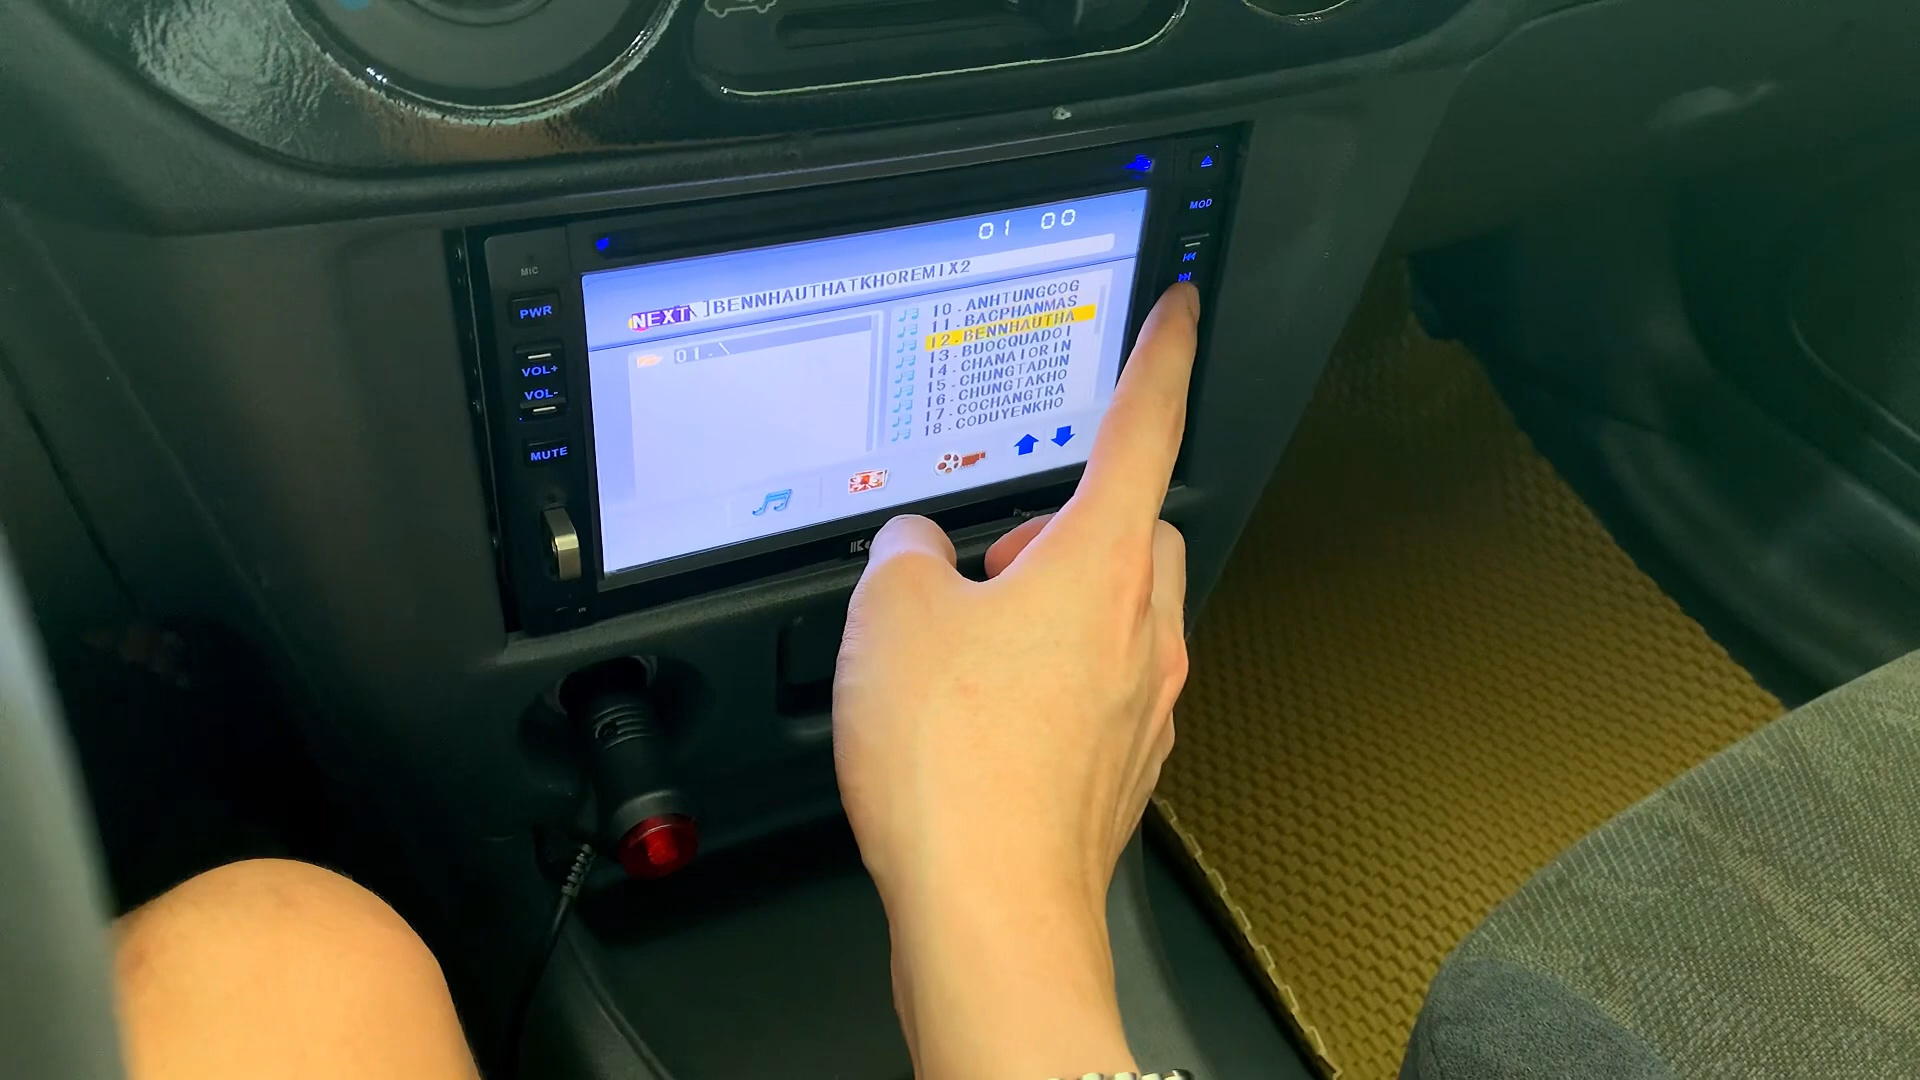 MIC
PWR
VOL+
VOL-
MUTE
01 00
NEXT ]BENNHAUTHATKHOREMIX2
01.\
10.ANHTUNGCOG
11.BACPHANMAS
12.BENNHAUTHA
13.BUOCQUADOI
14.CHANAIORIN
15.CHUNGTADUN
16.CHUNGTAKHO
17.COCHANGTRA
18.CODUYENKHO
MOD